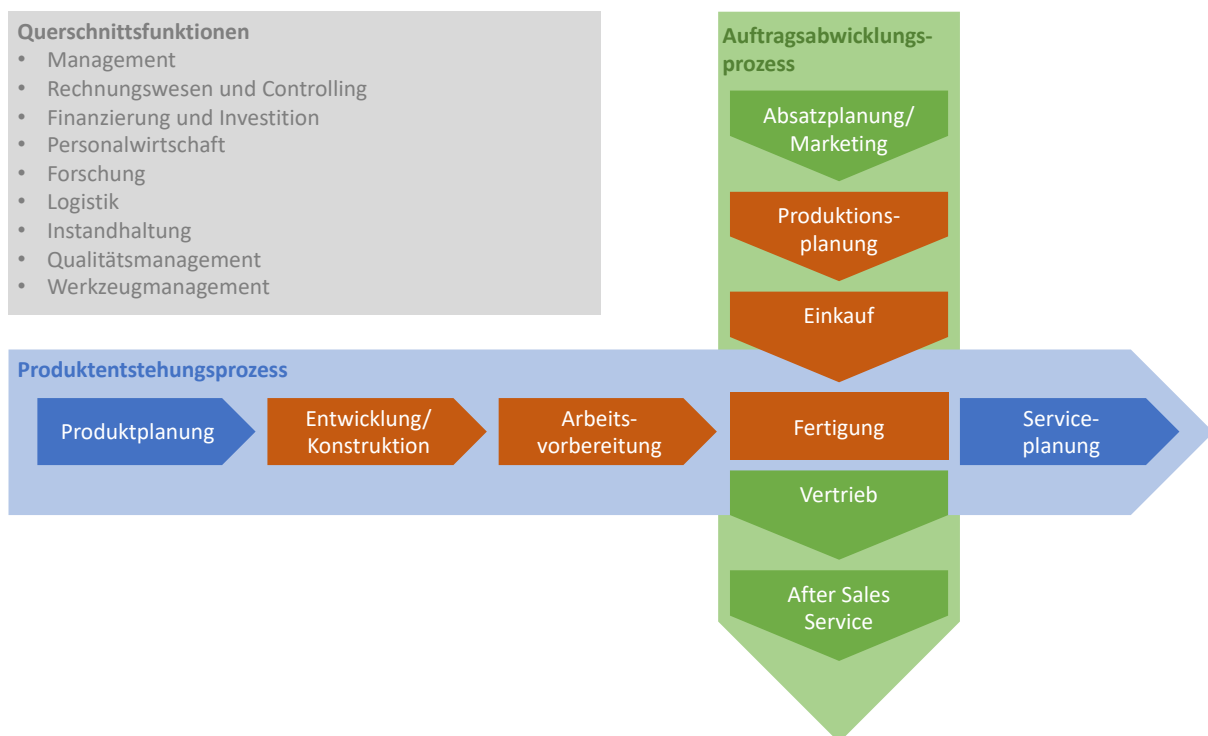 Querschnittsfunktionen
• Management
• Rechnungswesen und Controlling
• Finanzierung und Investition
• Personalwirtschaft
• Forschung
• Logistik
• Instandhaltung
• Qualitätsmanagement
• Werkzeugmanagement
Auftragsabwicklungs-
prozess
Absatzplanung/
Marketing
Produktions-
planung
Einkauf
Produktentstehungsprozess
Produktplanung
Entwicklung/
Konstruktion
Arbeits-
vorbereitung
Fertigung
Service-
planung
Vertrieb
After Sales
Service